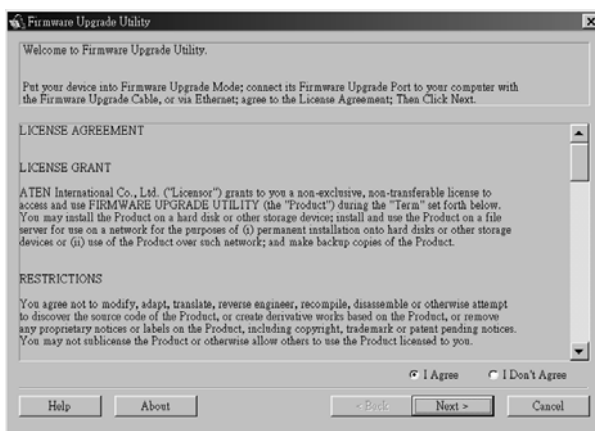 Firmware Upgrade Utility
Welcome to Firmware Upgrade Utility.
Put your device into Firmware Upgrade Mode; connect its Firmware Upgrade Port to your computer with
the Firmware Upgrade Cable, or via Ethernet; agree to the License Agreement; Then Click Next.
LICENSE AGREEMENT
LICENSE GRANT
ATEN International Co., Ltd. ("Licensor") grants to you a non-exclusive, non-transferable license to
access and use FIRMWARE UPGRADE UTILITY (the "Product") during the "Term" set forth below.
You may install the Product on a hard disk or other storage device; install and use the Product on a file
server for use on a network for the purposes of (i) permanent installation onto hard disks or other storage
devices or (ii) use of the Product over such network; and make backup copies of the Product.
RESTRICTIONS
You agree not to modify, adapt, translate, reverse engineer, recompile, disassemble or otherwise attempt
to discover the source code of the Product, or create derivative works based on the Product, or remove
any proprietary notices or labels on the Product, including copyright, trademark or patent pending notices.
You may not sublicense the Product or otherwise allow others to use the Product licensed to you.
I Agree I Don't Agree
Help About < Back Next > Cancel